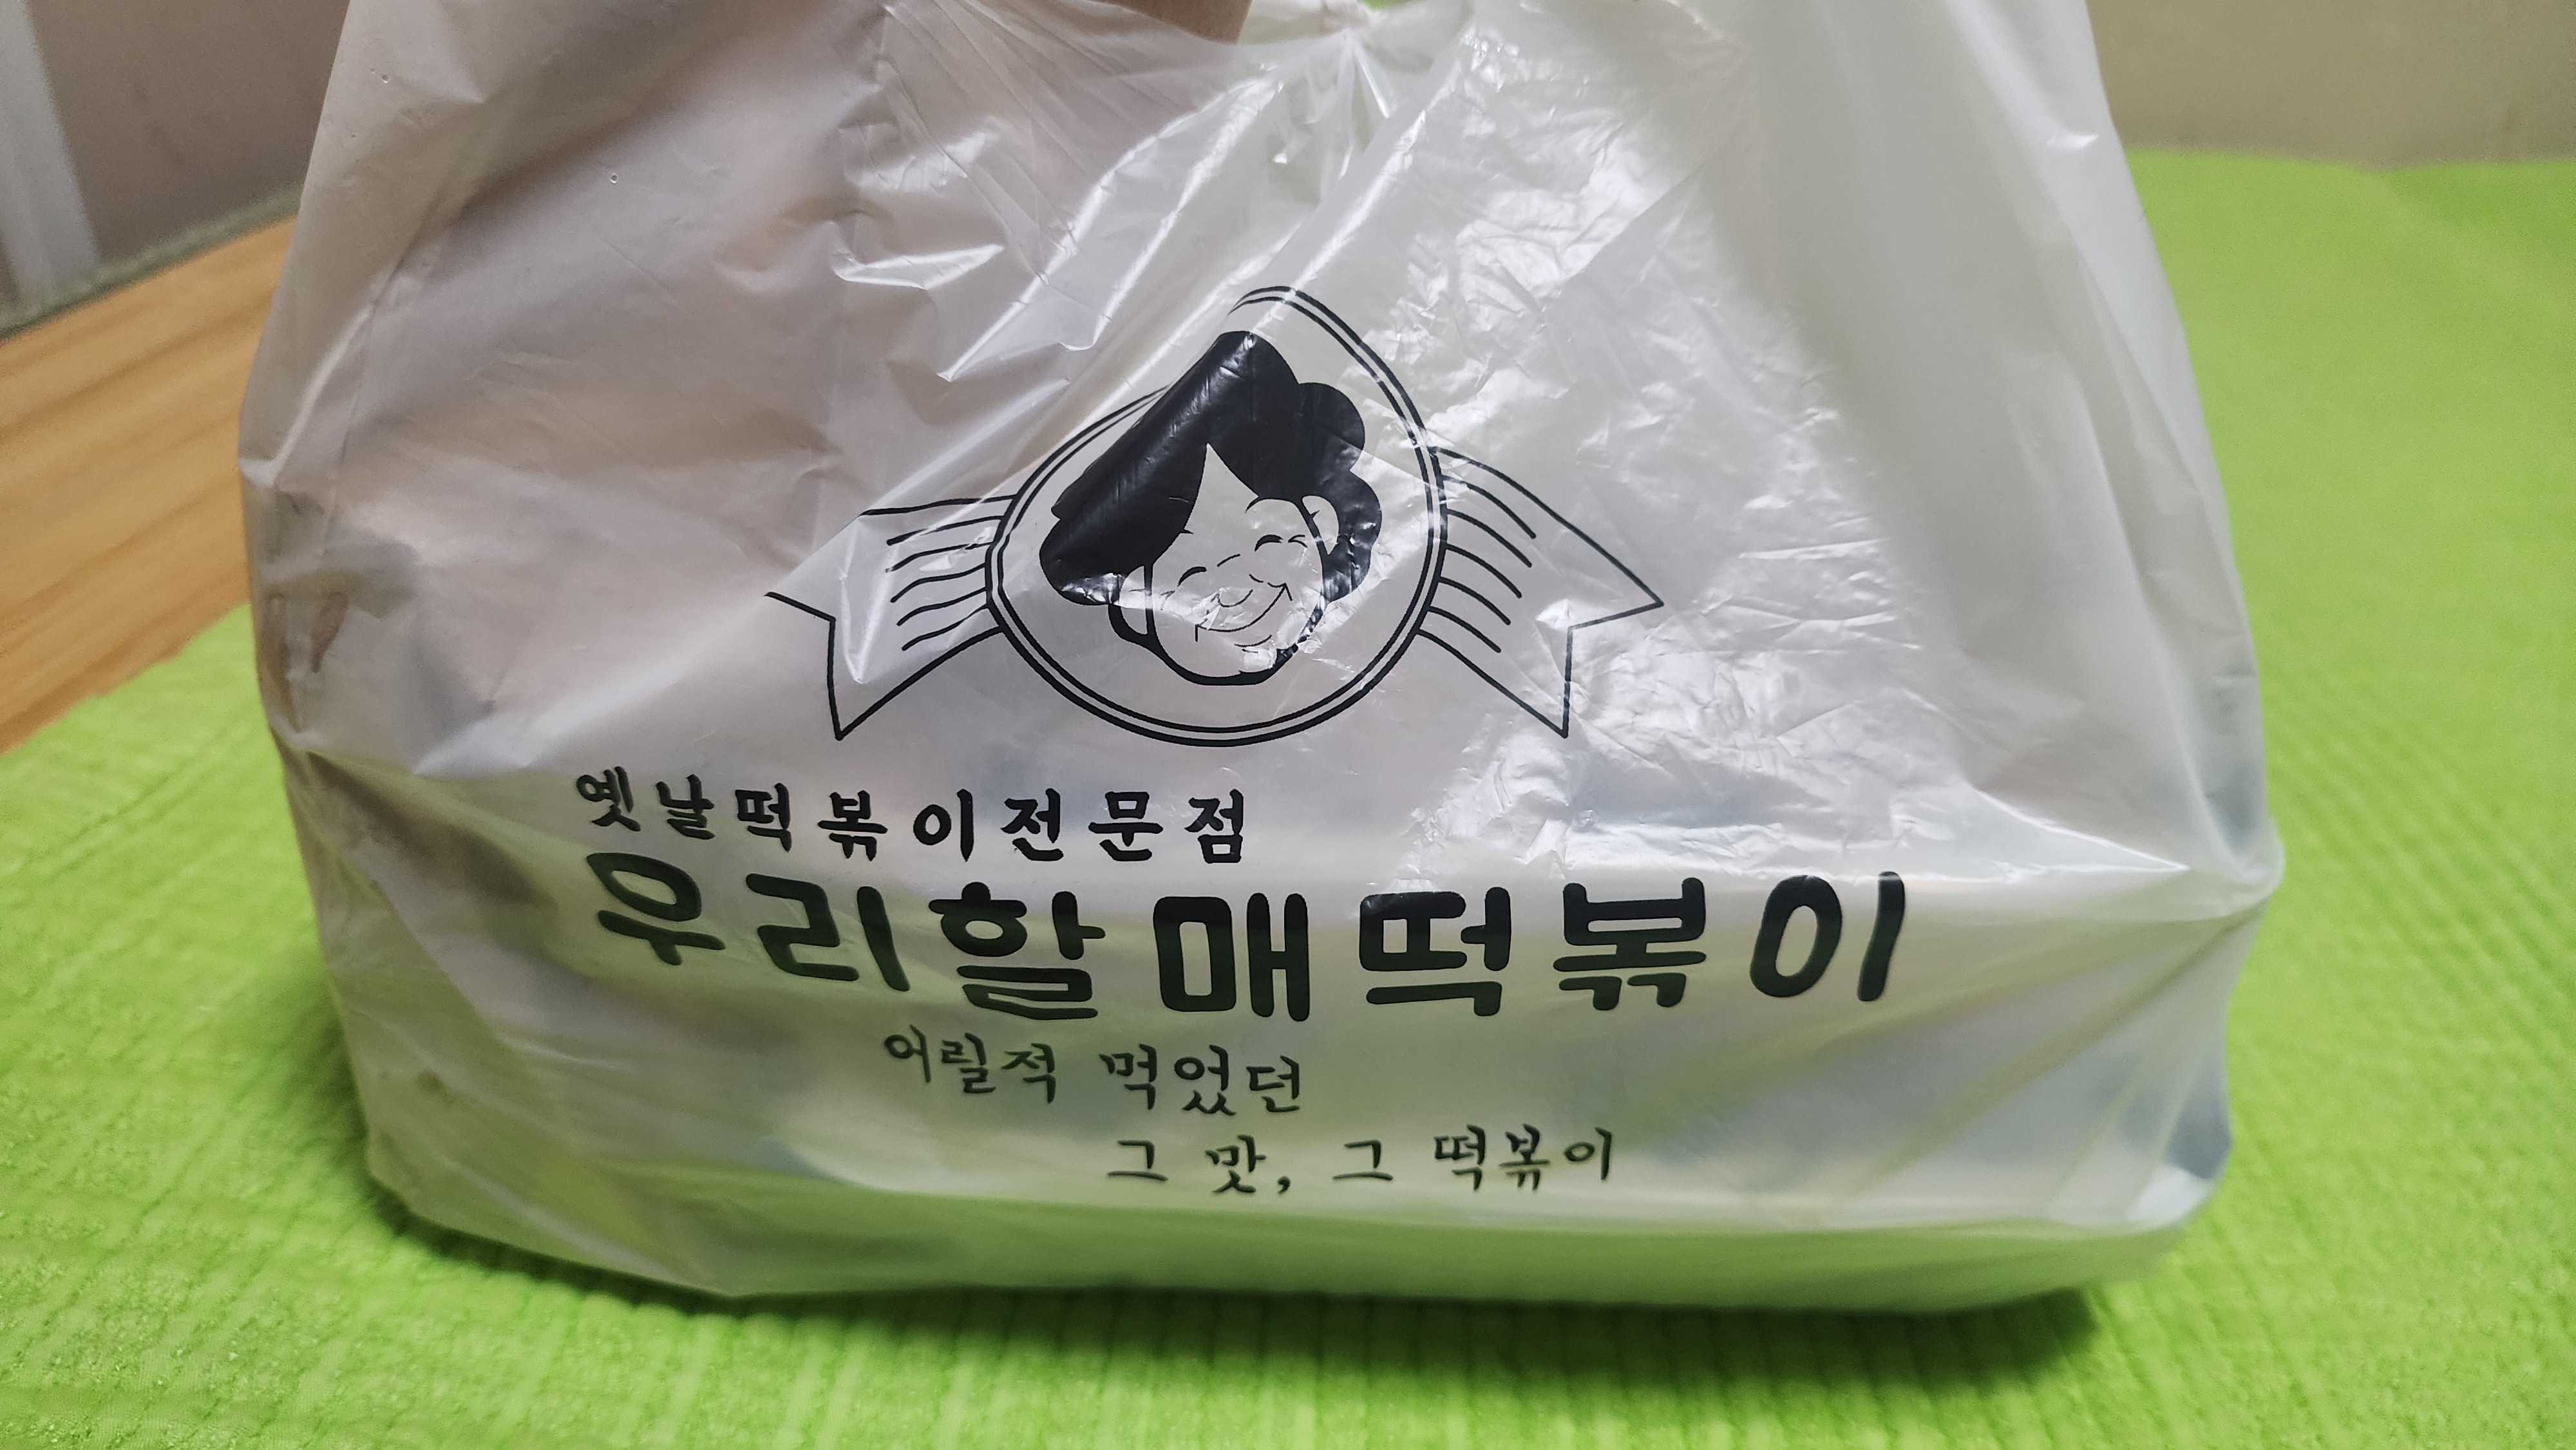 옛날떡볶이전문점
우리할매떡볶이
어릴적 먹었던
그 맛, 그 떡볶이